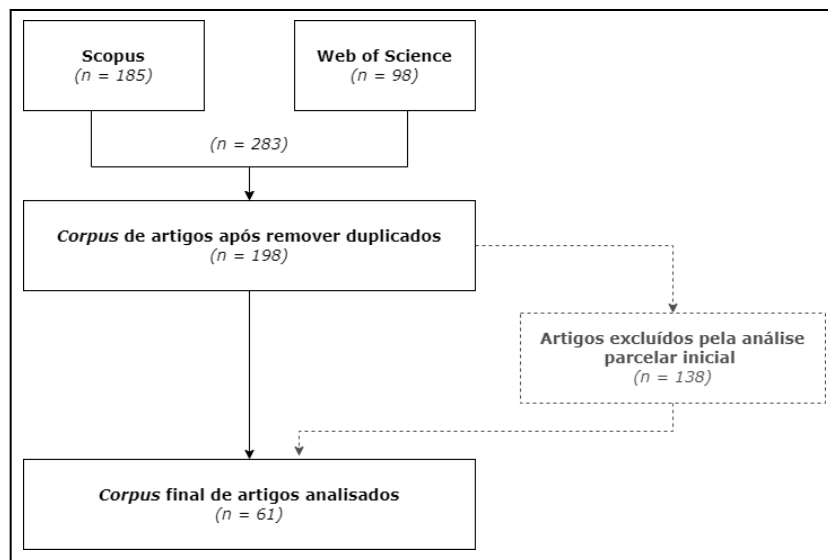 Scopus
(n = 185)
Web of Science
(n = 98)
(n = 283)
Corpus de artigos após remover duplicados
(n = 198)
Artigos excluídos pela análise
parcelar inicial
(n = 138)
Corpus final de artigos analisados
(n = 61)